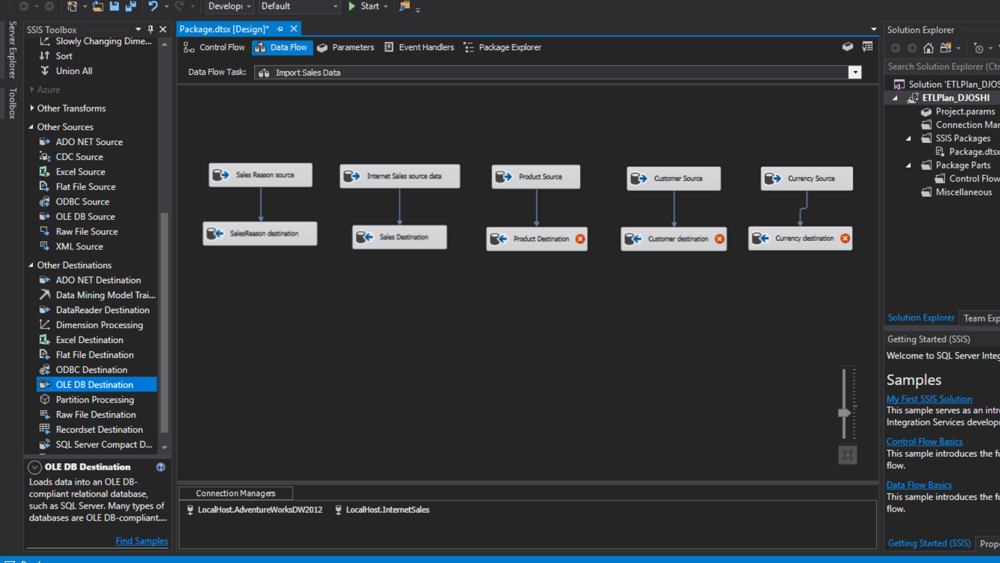 Develop
Default
Start
Server Explorer
Toolbox
SSIS Toolbox
Slowly Changing Dime...
Sort
Union All
Azure
Other Transforms
Other Sources
ADO NET Source
CDC Source
Excel Source
Flat File Source
ODBC Source
OLE DB Source
Raw File Source
XML Source
Other Destinations
ADO NET Destination
Data Mining Model Trai...
DataReader Destination
Dimension Processing
Excel Destination
Flat File Destination
ODBC Destination
OLE DB Destination
Partition Processing
Raw File Destination
Recordset Destination
SQL Server Compact D...
OLE DB Destination
Loads data into an OLE DB-
compliant relational database,
such as SQL Server. Many types of
databases are OLE DB-compliant....
Find Samples
Package.dtsx [Design]*
Control Flow
Data Flow
Parameters
Event Handlers
Package Explorer
Data Flow Task:
Import Sales Data
Sales Reason source
Internet Sales source data
Product Source
Customer Source
Currency Source
SalesReason destination
Sales Destination
Product Destination
Customer destination
Currency destination
Connection Managers
LocalHost.AdventureWorksDW2012
LocalHost.InternetSales
Solution Explorer
Search Solution Explorer (Ctr
Solution 'ETLPlan_DJOS
ETLPlan_DJOSHI
Project.params
Connection Mar
SSIS Packages
Package.dtsx
Package Parts
Control Flow
Miscellaneous
Solution Explorer
Team Exp
Getting Started (SSIS)
Welcome to SQL Server Integ
Samples
My First SSIS Solution
This sample serves as an intr
Integration Services develop
Control Flow Basics
This sample introduces the fu
flow.
Data Flow Basics
This sample introduces the fu
flow.
Getting Started (SSIS)
Prope